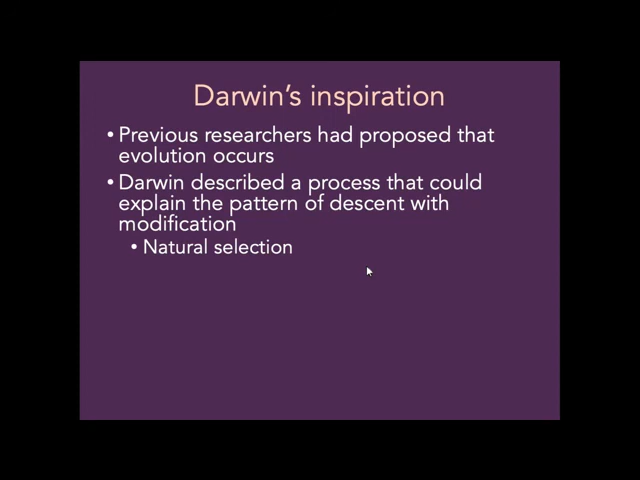 Darwin's inspiration
• Previous researchers had proposed that
evolution occurs
• Darwin described a process that could
explain the pattern of descent with
modification
• Natural selection